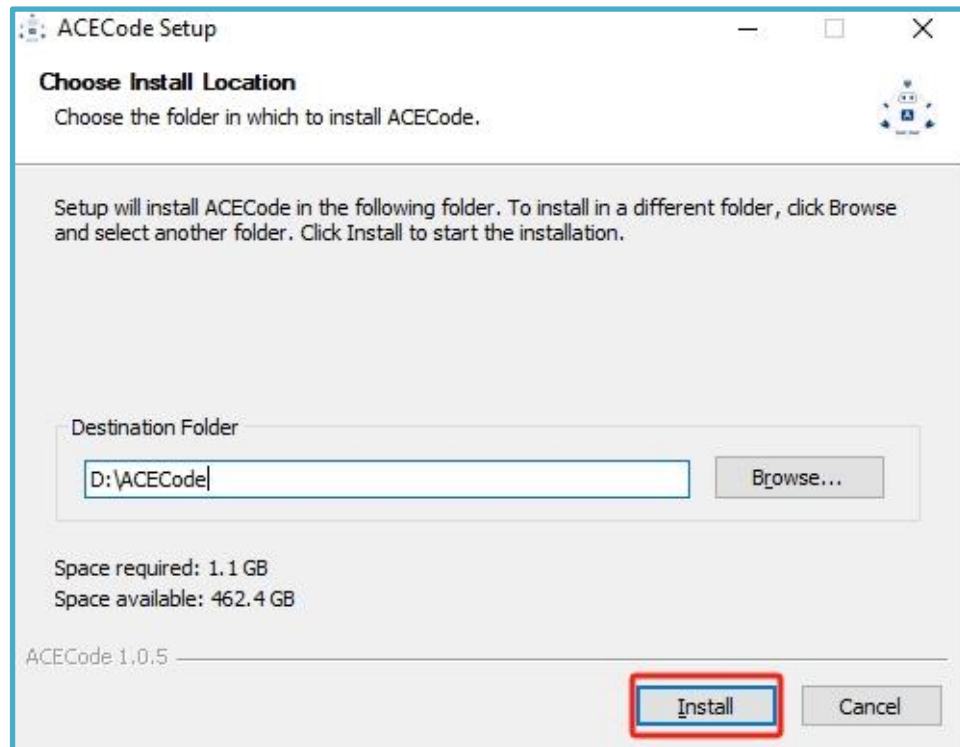 ACECode Setup
Choose Install Location
Choose the folder in which to install ACECode.
A
Setup will install ACECode in the following folder. To install in a different folder, click Browse
and select another folder. Click Install to start the installation.
Destination Folder
D:\ACECode
Browse...
Space required: 1.1 GB
Space available: 462.4 GB
ACECode 1.0.5
Install
Cancel